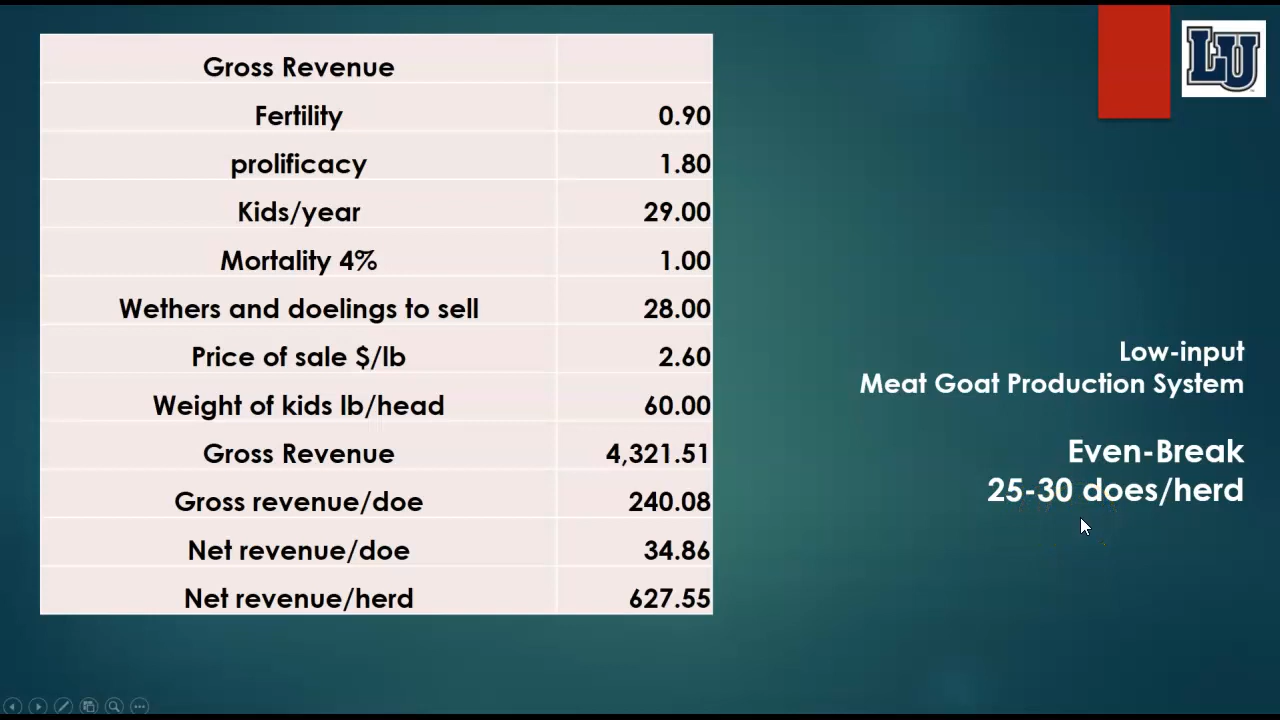 Gross Revenue
Fertility 0.90
prolificacy 1.80
Kids/year 29.00
Mortality 4% 1.00
Wethers and doelings to sell 28.00
Price of sale $/lb 2.60
Weight of kids lb/head 60.00
Gross Revenue 4,321.51
Gross revenue/doe 240.08
Net revenue/doe 34.86
Net revenue/herd 627.55
LU
Low-input
Meat Goat Production System
Even-Break
25-30 does/herd